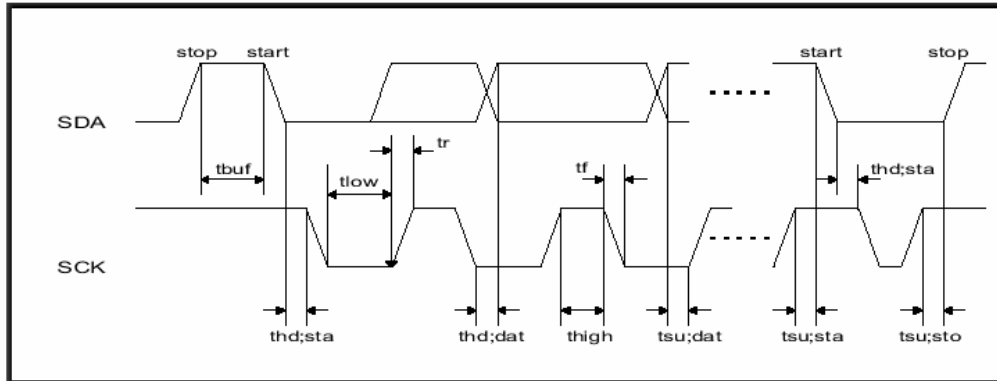 stop start start stop
SDA
tr tf thd;sta
tbuf tlow
SCK
thd;sta thd;dat thigh tsu;dat tsu;sta tsu;sto